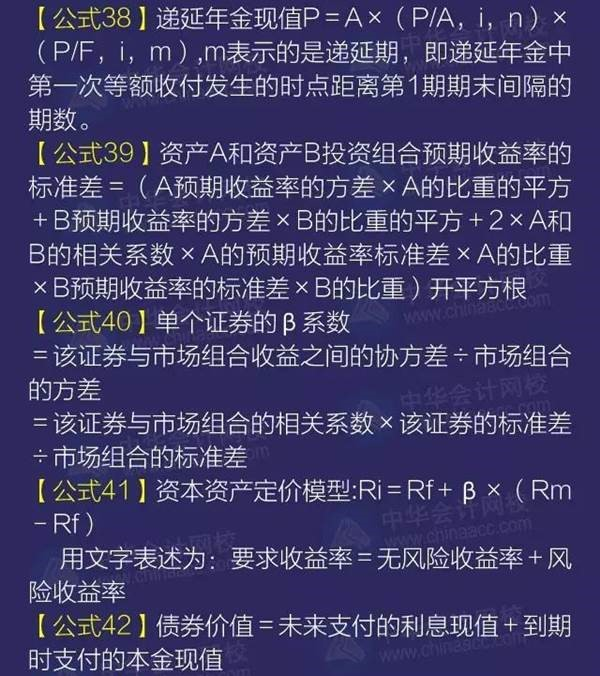 【公式38】递延年金现值P=A×(P/A,i,n)×
(P/F,i,m),m表示的是递延期,即递延年金中
第一次等额收付发生的时点距离第1期期末间隔的
期数。
【公式39】资产A和资产B投资组合预期收益率的
标准差=(A预期收益率的方差×A的比重的平方
+B预期收益率的方差×B的比重的平方+2×A和
B的相关系数×A的预期收益率标准差×A的比重
×B预期收益率的标准差×B的比重)开平方根
【公式40】单个证券的β系数
=该证券与市场组合收益之间的协方差÷市场组合
的方差
=该证券与市场组合的相关系数×该证券的标准差
÷市场组合的标准差
【公式41】资本资产定价模型:Ri=Rf+β×(Rm
-Rf)
用文字表述为:要求收益率=无风险收益率+风
险收益率
【公式42】债券价值=未来支付的利息现值+到期
时支付的本金现值
中华会计网校
www.chinaacc.com